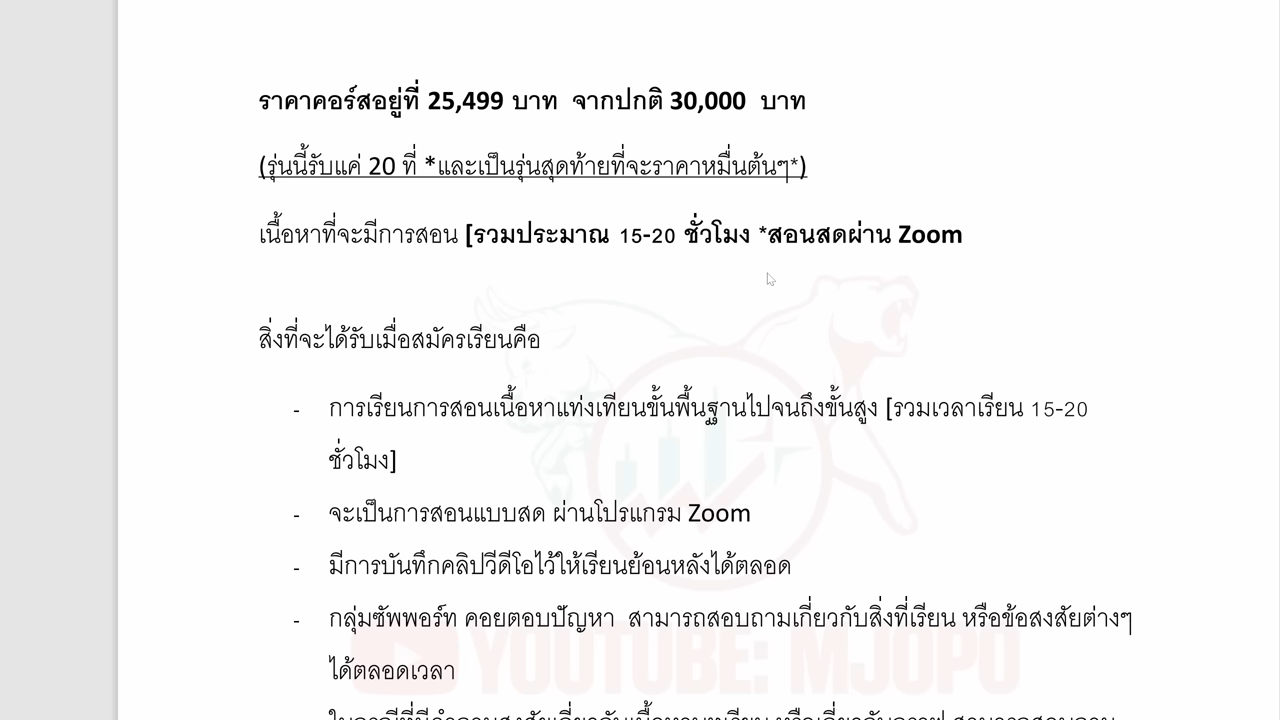 ราคาคอร์สอยู่ที่ 25,499 บาท  จากปกติ 30,000  บาท
(รุ่นนี้รับแค่ 20 ที่ *และเป็นรุ่นสุดท้ายที่จะราคาหมื่นต้นๆ*)
เนื้อหาที่จะมีการสอน [รวมประมาณ 15-20 ชั่วโมง *สอนสดผ่าน Zoom
สิ่งที่จะได้รับเมื่อสมัครเรียนคือ
- การเรียนการสอนเนื้อหาแท่งเทียนขั้นพื้นฐานไปจนถึงขั้นสูง [รวมเวลาเรียน 15-20
ชั่วโมง]
- จะเป็นการสอนแบบสด ผ่านโปรแกรม Zoom
- มีการบันทึกคลิปวีดีโอไว้ให้เรียนย้อนหลังได้ตลอด
- กลุ่มซัพพอร์ท คอยตอบปัญหา  สามารถสอบถามเกี่ยวกับสิ่งที่เรียน หรือข้อสงสัยต่างๆ
ได้ตลอดเวลา
YOUTUBE: MJOPO